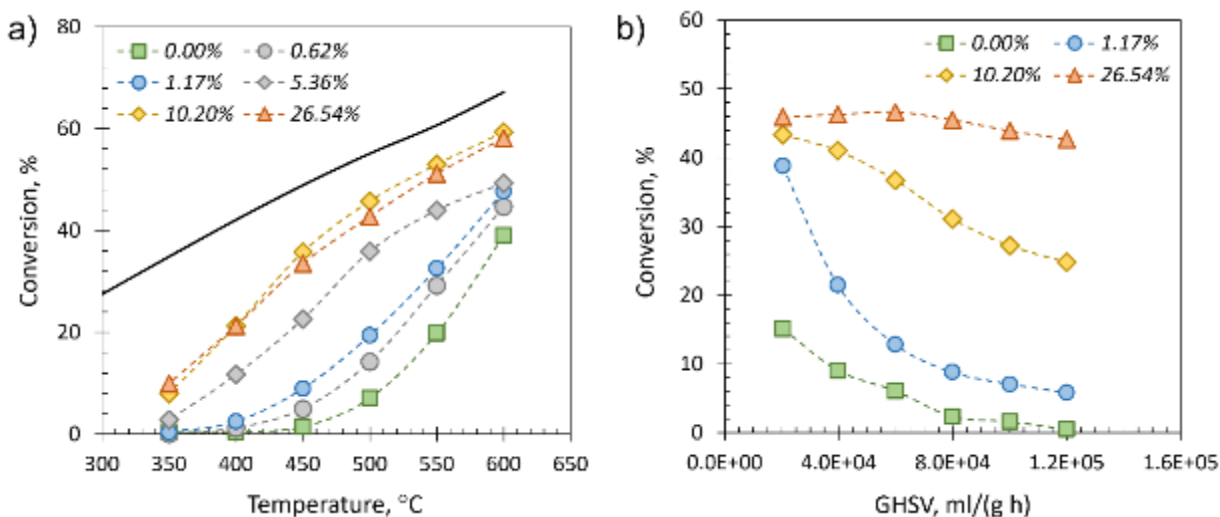 a)
80
60
40
20
0
Conversion, %
0.00%
0.62%
1.17%
5.36%
10.20%
26.54%
300 350 400 450 500 550 600 650
Temperature, °C
b)
60
50
40
30
20
10
0
Conversion, %
0.00%
1.17%
10.20%
26.54%
0.0E+00 4.0E+04 8.0E+04 1.2E+05 1.6E+05
GHSV, ml/(g h)